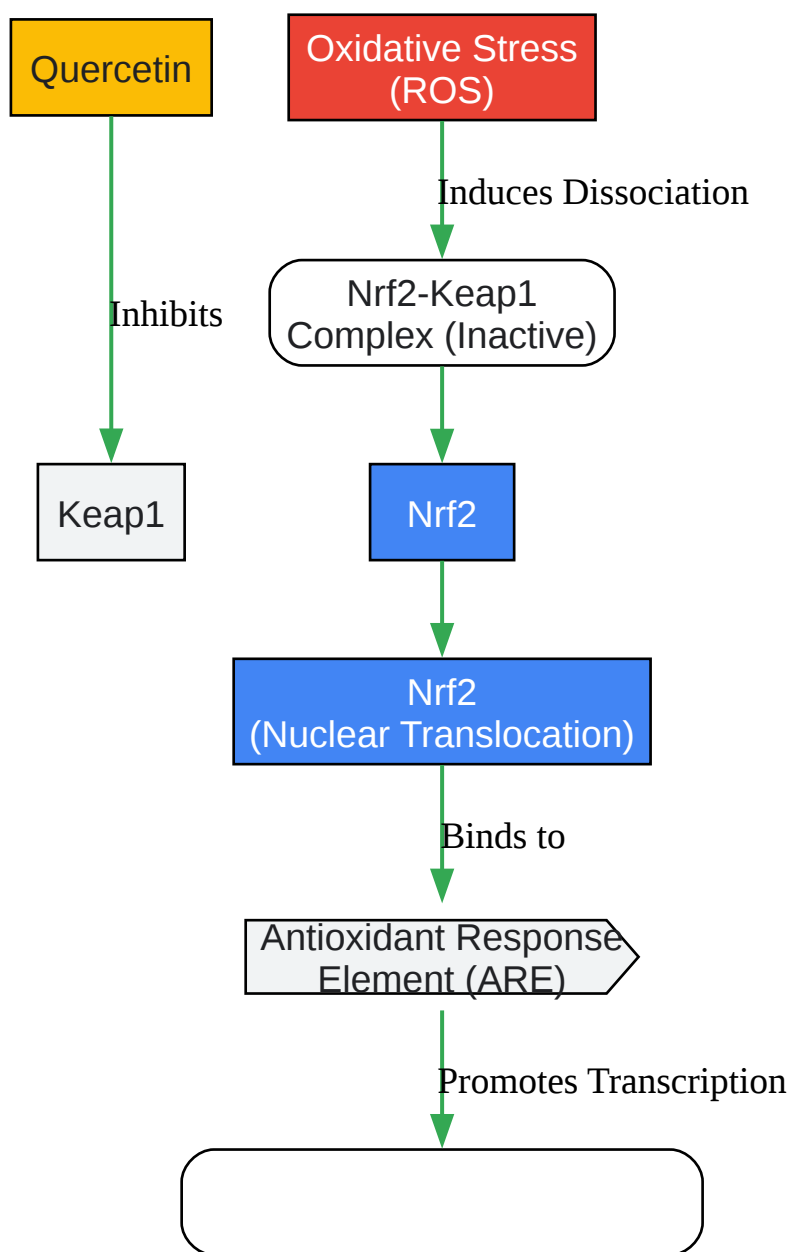 Quercetin
Oxidative Stress
(ROS)
Induces Dissociation
Nrf2-Keap1
Complex (Inactive)
Inhibits
Keap1
Nrf2
Nrf2
(Nuclear Translocation)
Binds to
Antioxidant Response
Element (ARE)
Promotes Transcription